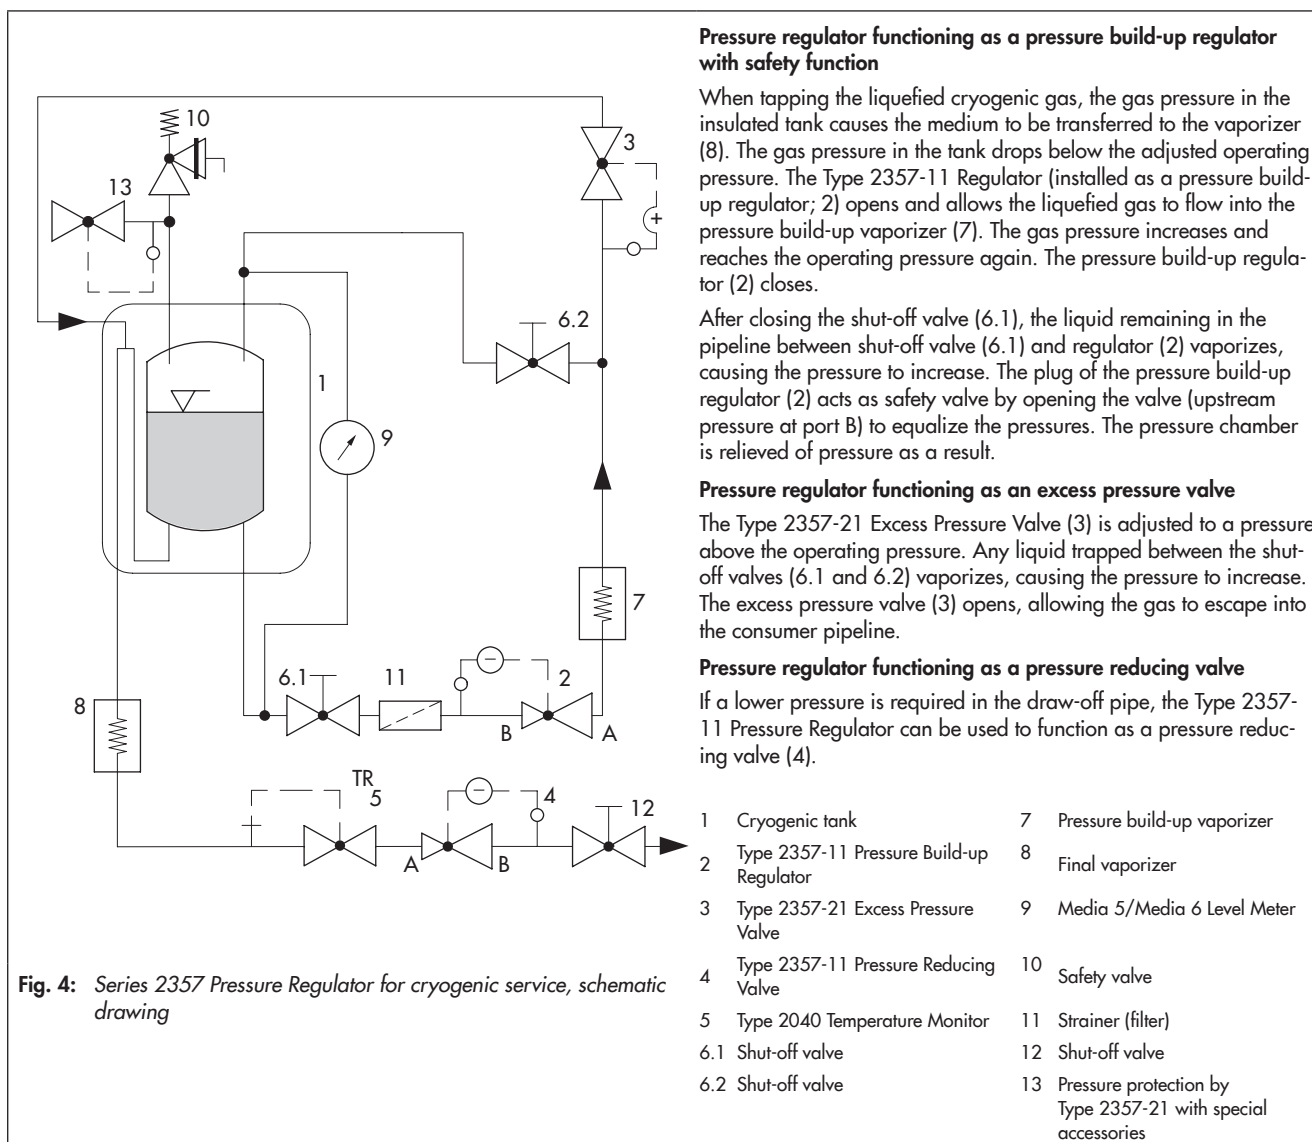 10
3
13
6.2
1
9
7
6.1
11
2
8
B
A
TR
5
4
12
A
B
Fig. 4: Series 2357 Pressure Regulator for cryogenic service, schematic
drawing
Pressure regulator functioning as a pressure build-up regulator
with safety function
When tapping the liquefied cryogenic gas, the gas pressure in the
insulated tank causes the medium to be transferred to the vaporizer
(8). The gas pressure in the tank drops below the adjusted operating
pressure. The Type 2357-11 Regulator (installed as a pressure build-
up regulator; 2) opens and allows the liquefied gas to flow into the
pressure build-up vaporizer (7). The gas pressure increases and
reaches the operating pressure again. The pressure build-up regula-
tor (2) closes.
After closing the shut-off valve (6.1), the liquid remaining in the
pipeline between shut-off valve (6.1) and regulator (2) vaporizes,
causing the pressure to increase. The plug of the pressure build-up
regulator (2) acts as safety valve by opening the valve (upstream
pressure at port B) to equalize the pressures. The pressure chamber
is relieved of pressure as a result.
Pressure regulator functioning as an excess pressure valve
The Type 2357-21 Excess Pressure Valve (3) is adjusted to a pressure
above the operating pressure. Any liquid trapped between the shut-
off valves (6.1 and 6.2) vaporizes, causing the pressure to increase.
The excess pressure valve (3) opens, allowing the gas to escape into
the consumer pipeline.
Pressure regulator functioning as a pressure reducing valve
If a lower pressure is required in the draw-off pipe, the Type 2357-
11 Pressure Regulator can be used to function as a pressure reduc-
ing valve (4).
1 Cryogenic tank
2 Type 2357-11 Pressure Build-up
Regulator
3 Type 2357-21 Excess Pressure
Valve
4 Type 2357-11 Pressure Reducing
Valve
5 Type 2040 Temperature Monitor
6.1 Shut-off valve
6.2 Shut-off valve
7 Pressure build-up vaporizer
8 Final vaporizer
9 Media 5/Media 6 Level Meter
10 Safety valve
11 Strainer (filter)
12 Shut-off valve
13 Pressure protection by
Type 2357-21 with special
accessories